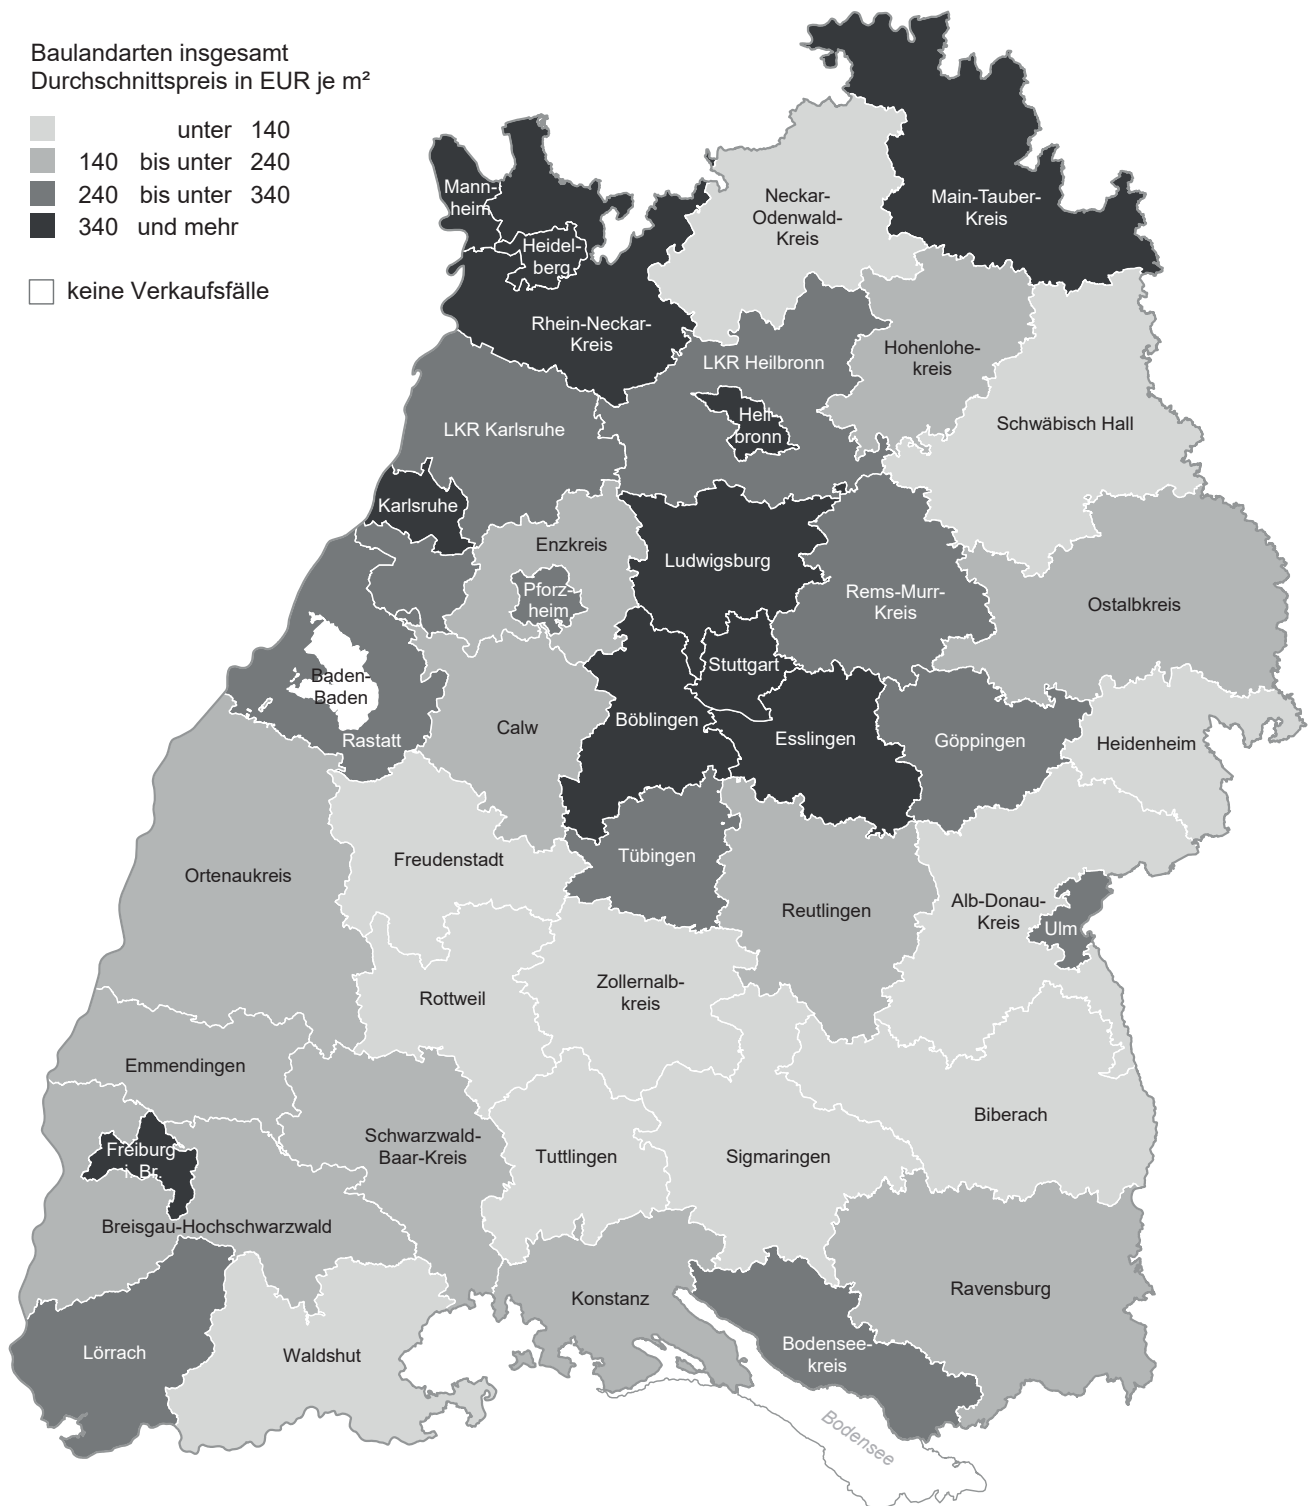 Baulandarten insgesamt
Durchschnittspreis in EUR je m²
unter 140
140 bis unter 240
240 bis unter 340
340 und mehr
keine Verkaufsfälle
Mann-
heim
Heidel-
berg
Neckar-
Odenwald-
Kreis
Main-Tauber-
Kreis
Rhein-Neckar-
Kreis
LKR Heilbronn
Hohenlohe-
kreis
Heil-
bronn
Schwäbisch Hall
LKR Karlsruhe
Karlsruhe
Enzkreis
Ludwigsburg
Pforz-
heim
Rems-Murr-
Kreis
Ostalbkreis
Stuttgart
Baden-
Baden
Rastatt
Calw
Böblingen
Esslingen
Göppingen
Heidenheim
Freudenstadt
Tübingen
Ortenaukreis
Reutlingen
Alb-Donau-
Kreis
Ulm
Rottweil
Zollernalb-
kreis
Emmendingen
Biberach
Freiburg
i. Br.
Schwarzwald-
Baar-Kreis
Tuttlingen
Sigmaringen
Breisgau-Hochschwarzwald
Konstanz
Ravensburg
Lörrach
Waldshut
Bodensee-
kreis
Bodensee